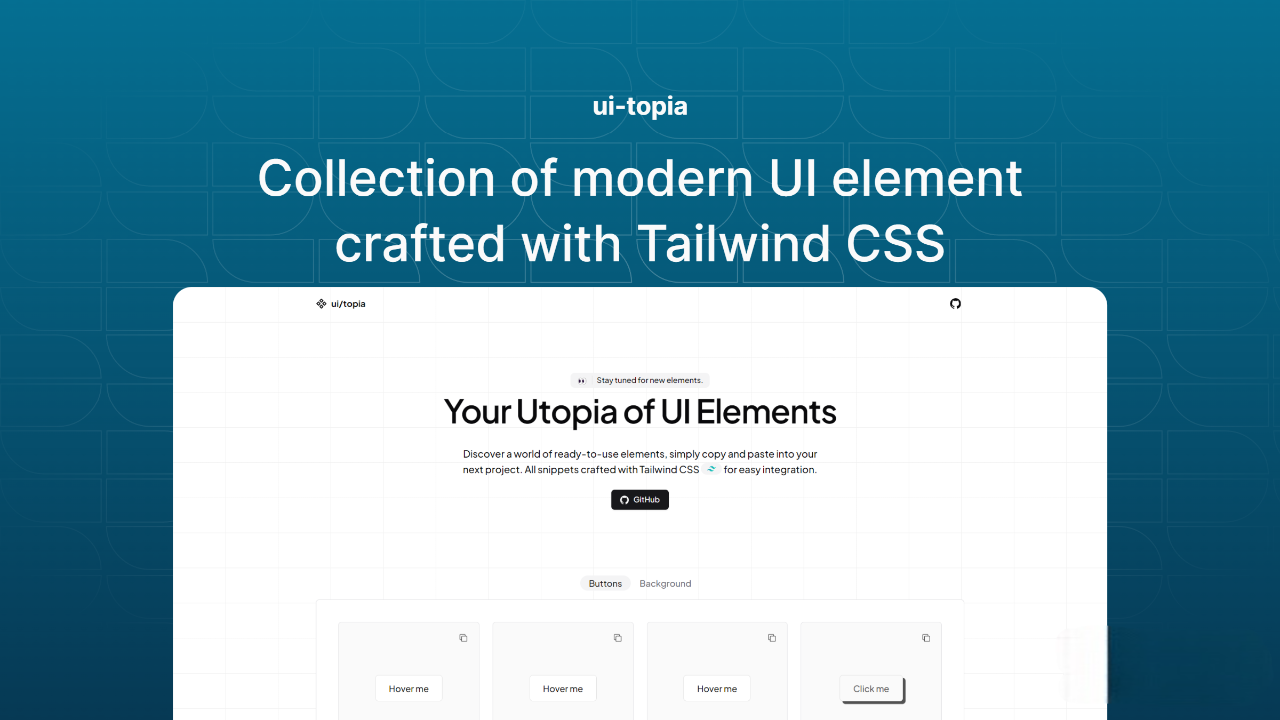 ui-topia
Collection of modern UI element
crafted with Tailwind CSS
ui/topia
Stay tuned for new elements.
Your Utopia of UI Elements
Discover a world of ready-to-use elements, simply copy and paste into your
next project. All snippets crafted with Tailwind CSS for easy integration.
GitHub
Buttons Background
Hover me Hover me Hover me Click me